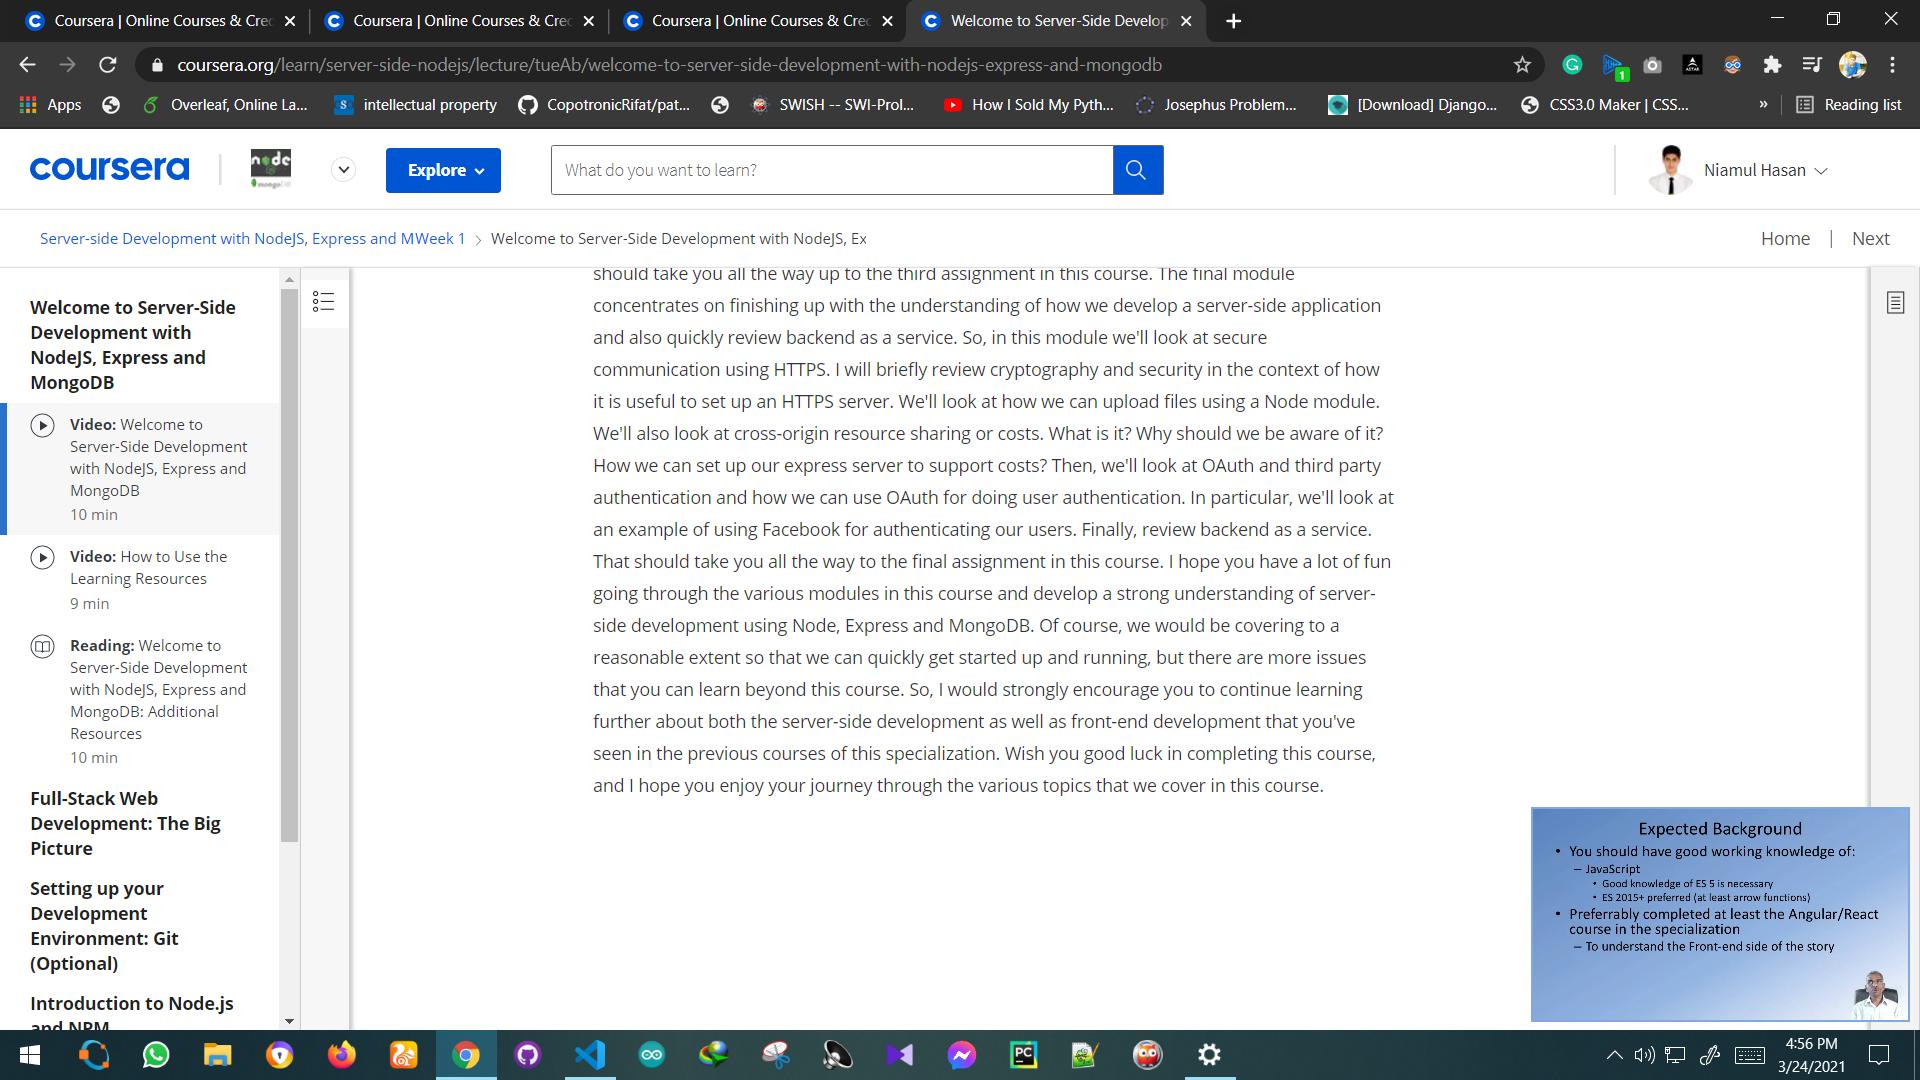 Coursera | Online Courses & Cred
Coursera | Online Courses & Cred
Coursera | Online Courses & Cred
Welcome to Server-Side Develop
coursera.org/learn/server-side-nodejs/lecture/tueAb/welcome-to-server-side-development-with-nodejs-express-and-mongodb
1
Apps
Overleaf, Online La...
intellectual property
CopotronicRifat/pat...
SWISH -- SWI-Prol...
How I Sold My Pyth...
Josephus Problem...
[Download] Django...
CSS3.0 Maker | CSS...
»
Reading list
coursera
node
mongoDB
Explore
What do you want to learn?
Niamul Hasan
Server-side Development with NodeJS, Express and MWeek 1
Welcome to Server-Side Development with NodeJS, Ex
Home | Next
Welcome to Server-Side
Development with
NodeJS, Express and
MongoDB
Video: Welcome to
Server-Side Development
with NodeJS, Express and
MongoDB
10 min
Video: How to Use the
Learning Resources
9 min
Reading: Welcome to
Server-Side Development
with NodeJS, Express and
MongoDB: Additional
Resources
10 min
Full-Stack Web
Development: The Big
Picture
Setting up your
Development
Environment: Git
(Optional)
Introduction to Node.js
and NPM
should take you all the way up to the third assignment in this course. The final module
concentrates on finishing up with the understanding of how we develop a server-side application
and also quickly review backend as a service. So, in this module we'll look at secure
communication using HTTPS. I will briefly review cryptography and security in the context of how
it is useful to set up an HTTPS server. We'll look at how we can upload files using a Node module.
We'll also look at cross-origin resource sharing or costs. What is it? Why should we be aware of it?
How we can set up our express server to support costs? Then, we'll look at OAuth and third party
authentication and how we can use OAuth for doing user authentication. In particular, we'll look at
an example of using Facebook for authenticating our users. Finally, review backend as a service.
That should take you all the way to the final assignment in this course. I hope you have a lot of fun
going through the various modules in this course and develop a strong understanding of server-
side development using Node, Express and MongoDB. Of course, we would be covering to a
reasonable extent so that we can quickly get started up and running, but there are more issues
that you can learn beyond this course. So, I would strongly encourage you to continue learning
further about both the server-side development as well as front-end development that you've
seen in the previous courses of this specialization. Wish you good luck in completing this course,
and I hope you enjoy your journey through the various topics that we cover in this course.
Expected Background
• You should have good working knowledge of:
– JavaScript
• Good knowledge of ES 5 is necessary
• ES 2015+ preferred (at least arrow functions)
• Preferrably completed at least the Angular/React
course in the specialization
– To understand the Front-end side of the story
PC
4:56 PM
3/24/2021